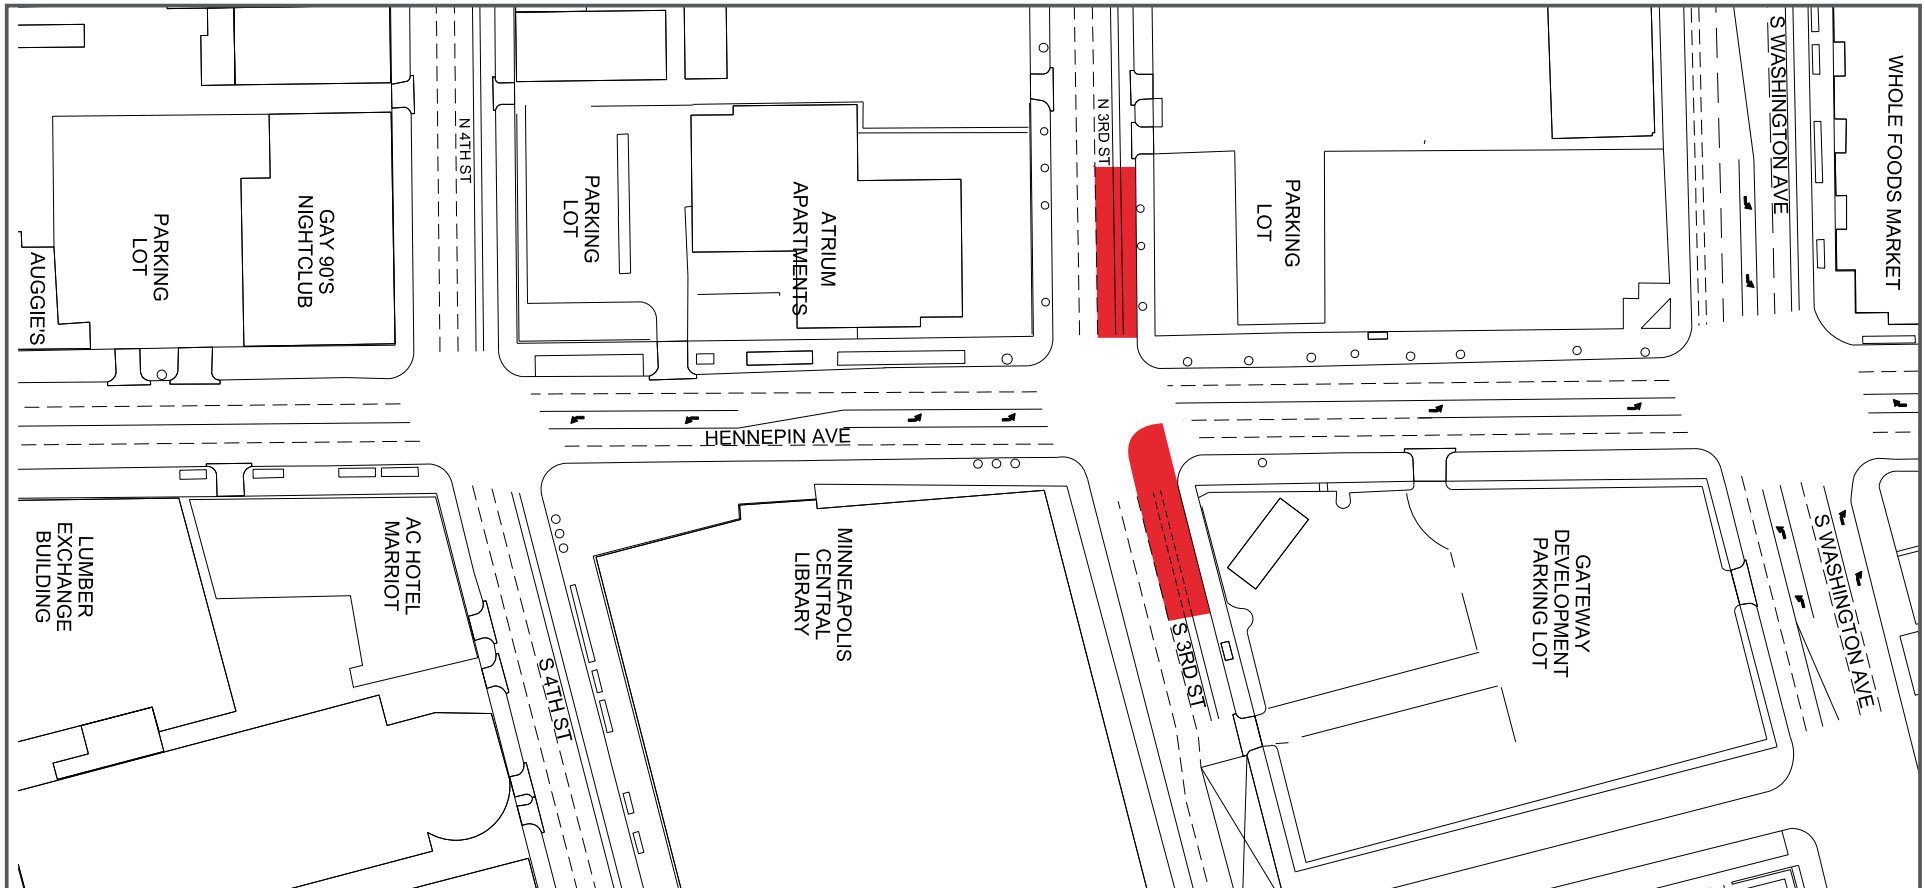 N 4TH ST
N 3RD ST
S WASHINGTON AVE
WHOLE FOODS MARKET
AUGGIE'S
PARKING
LOT
GAY 90'S
NIGHTCLUB
PARKING
LOT
ATRIUM
APARTMENTS
PARKING
LOT
HENNEPIN AVE
LUMBER
EXCHANGE
BUILDING
AC HOTEL
MARRIOT
S 4TH ST
MINNEAPOLIS
CENTRAL
LIBRARY
S 3RD ST
GATEWAY
DEVELOPMENT
PARKING LOT
S WASHINGTON AVE